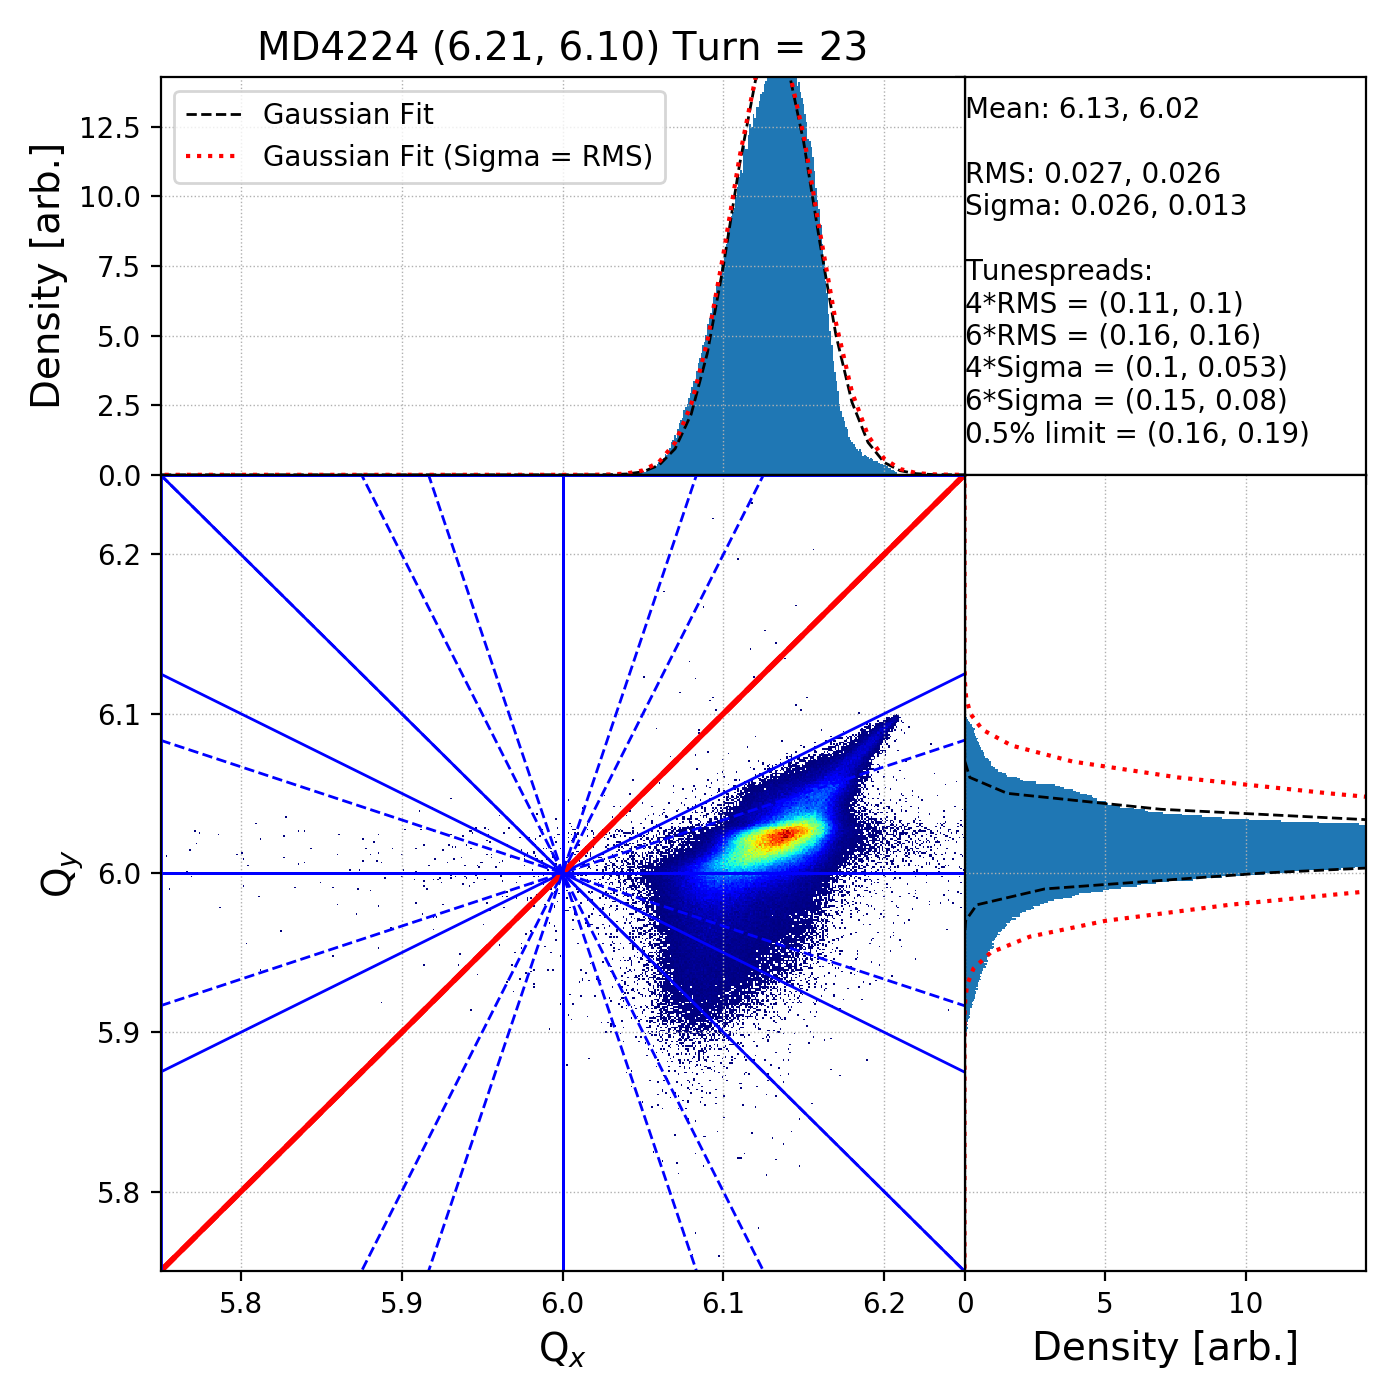 MD4224 (6.21, 6.10) Turn = 23
Gaussian Fit
Gaussian Fit (Sigma = RMS)
Density [arb.]
12.5
10.0
7.5
5.0
2.5
0.0
Mean: 6.13, 6.02
RMS: 0.027, 0.026
Sigma: 0.026, 0.013
Tunespreads:
4*RMS = (0.11, 0.1)
6*RMS = (0.16, 0.16)
4*Sigma = (0.1, 0.053)
6*Sigma = (0.15, 0.08)
0.5% limit = (0.16, 0.19)
Qy
6.2
6.1
6.0
5.9
5.8
5.8 5.9 6.0 6.1 6.2
Qx
0 5 10
Density [arb.]